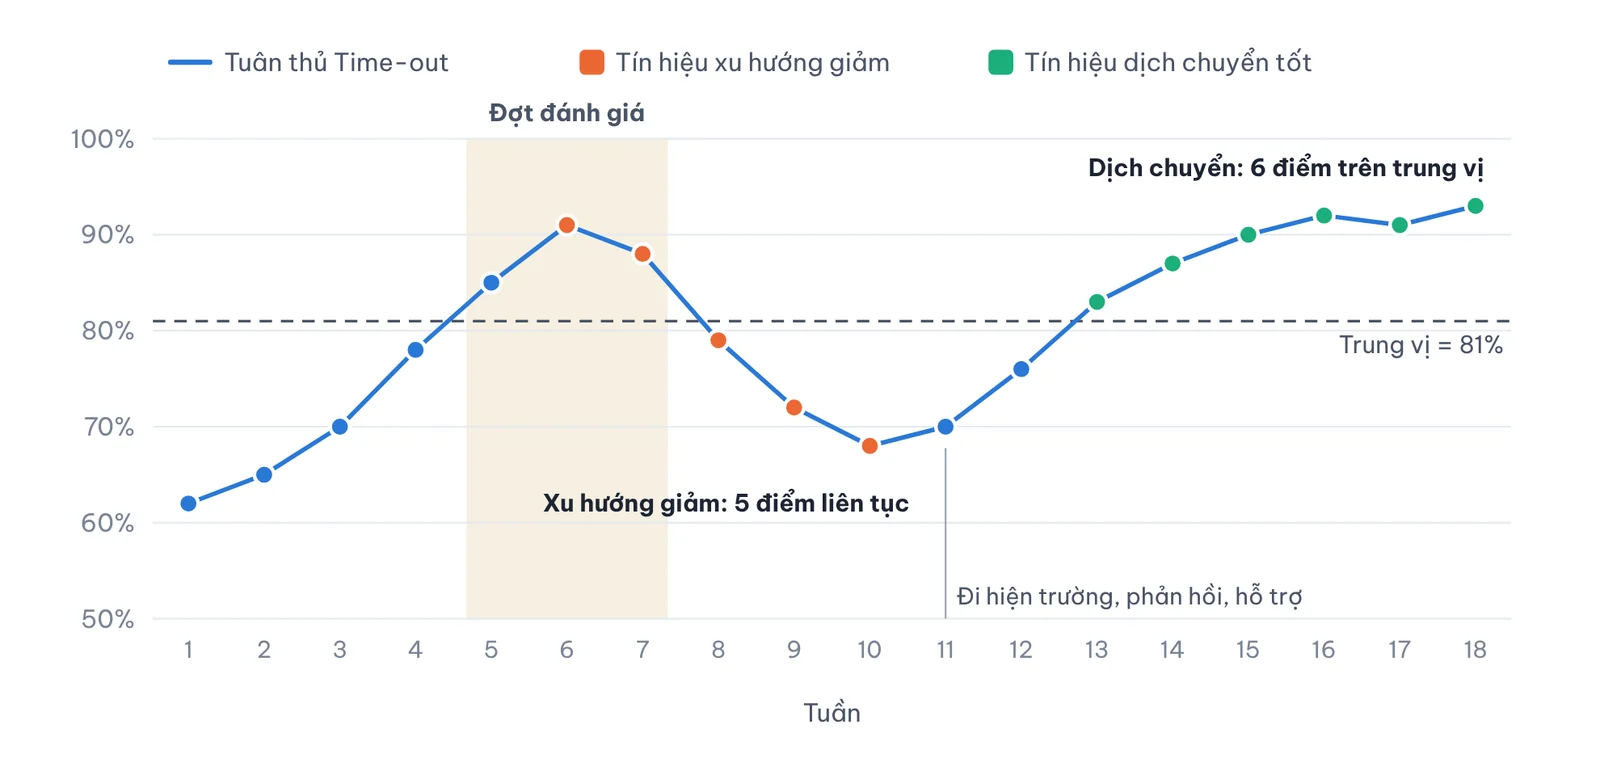 Tuân thủ Time-out
Tín hiệu xu hướng giảm
Tín hiệu dịch chuyển tốt
Đợt đánh giá
100%
Dịch chuyển: 6 điểm trên trung vị
90%
80%
Trung vị = 81%
70%
Xu hướng giảm: 5 điểm liên tục
60%
Đi hiện trường, phản hồi, hỗ trợ
50%
1 2 3 4 5 6 7 8 9 10 11 12 13 14 15 16 17 18
Tuần